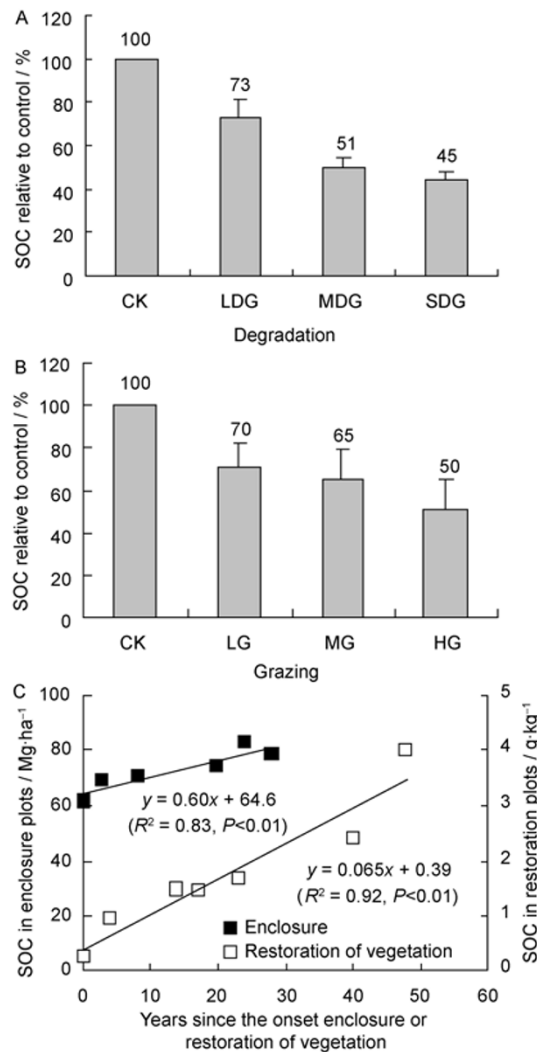 A
SOC relative to control / %
120
100
80
60
40
20
0
100
73
51
45
CK LDG MDG SDG
Degradation
B
SOC relative to control / %
120
100
80
60
40
20
0
100
70
65
50
CK LG MG HG
Grazing
C
SOC in enclosure plots / Mg·ha⁻¹
100
80
60
40
20
0
y = 0.60x + 64.6
(R² = 0.83, P<0.01)
y = 0.065x + 0.39
(R² = 0.92, P<0.01)
Enclosure
Restoration of vegetation
5
4
3
2
1
0
SOC in restoration plots / g·kg⁻¹
0 10 20 30 40 50 60
Years since the onset enclosure or
restoration of vegetation